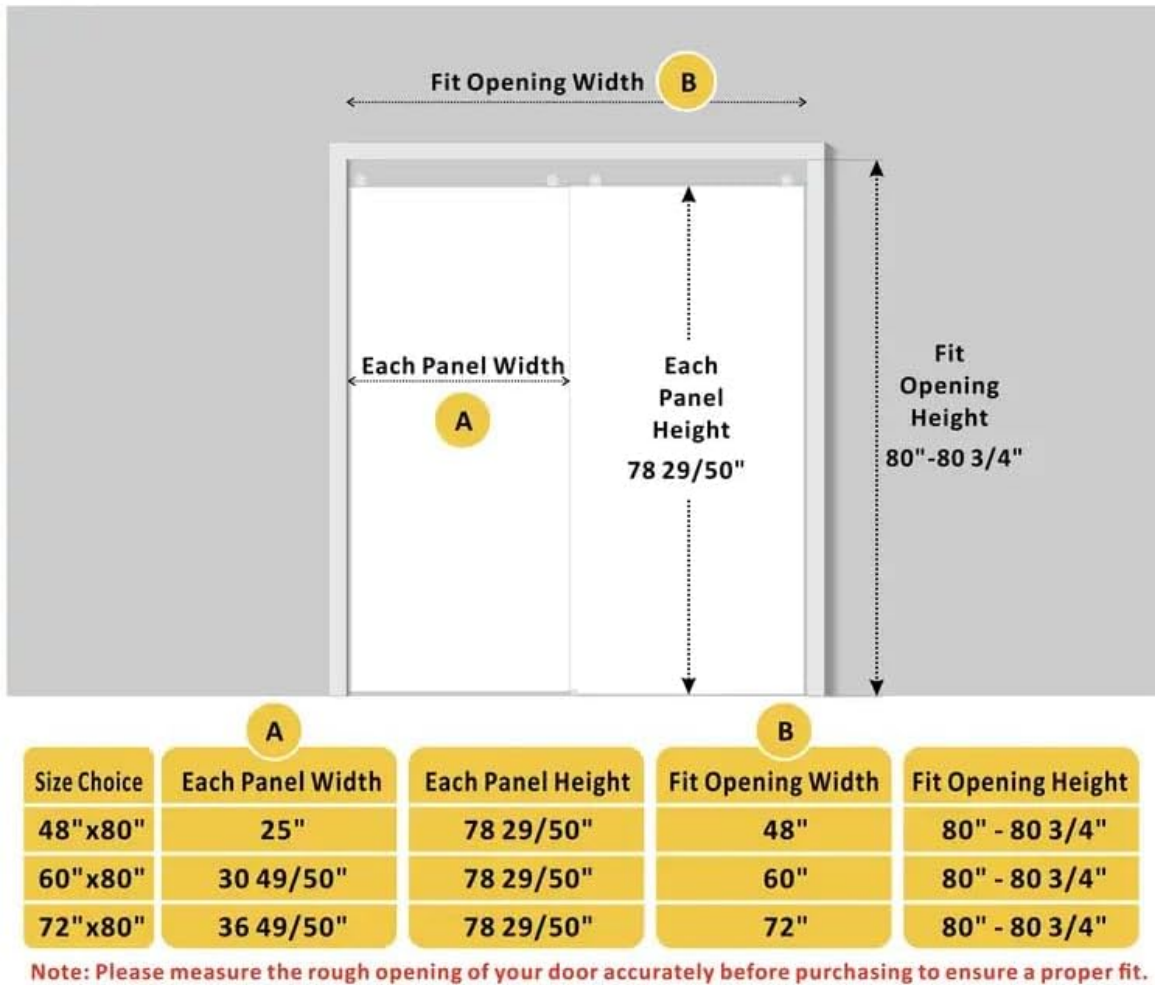 Fit Opening Width B
Each Panel Width
A
Each
Panel
Height
78 29/50"
Fit
Opening
Height
80"-80 3/4"
A B
Size Choice Each Panel Width Each Panel Height Fit Opening Width Fit Opening Height
48"x80" 25" 78 29/50" 48" 80" - 80 3/4"
60"x80" 30 49/50" 78 29/50" 60" 80" - 80 3/4"
72"x80" 36 49/50" 78 29/50" 72" 80" - 80 3/4"
Note: Please measure the rough opening of your door accurately before purchasing to ensure a proper fit.